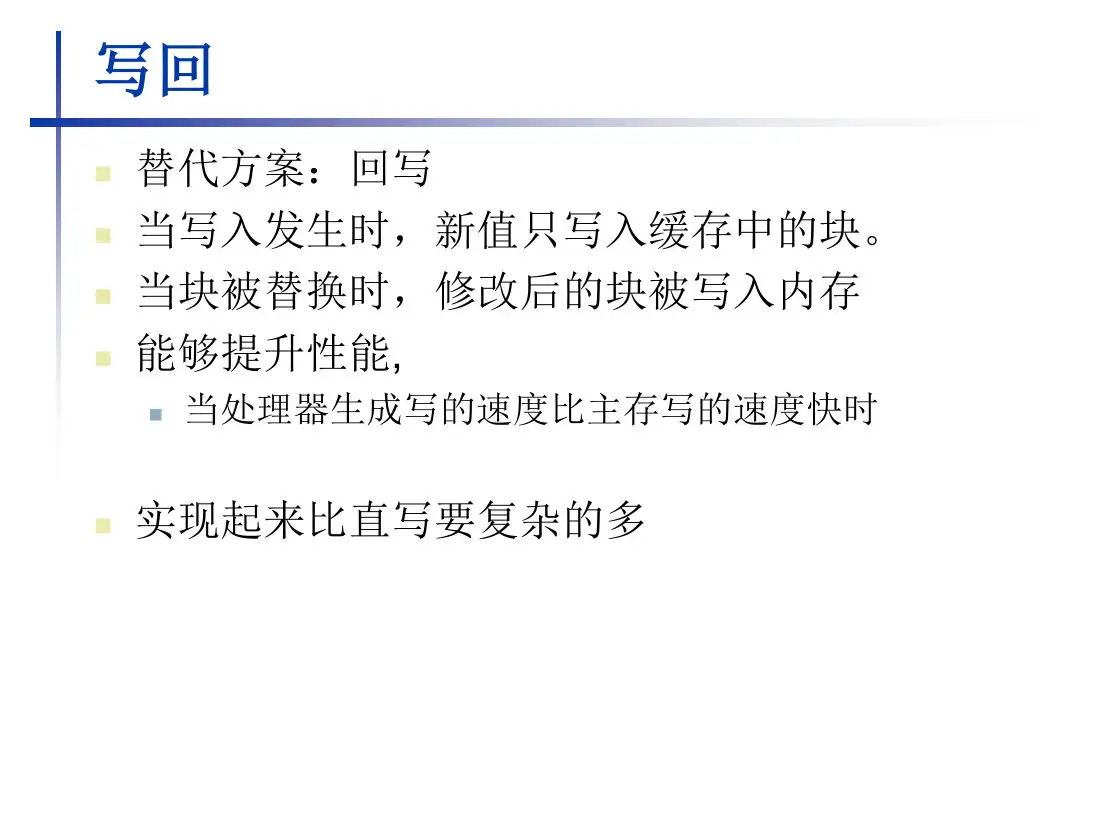 写回
替代方案：回写
当写入发生时，新值只写入缓存中的块。
当块被替换时，修改后的块被写入内存
能够提升性能,
当处理器生成写的速度比主存写的速度快时
实现起来比直写要复杂的多